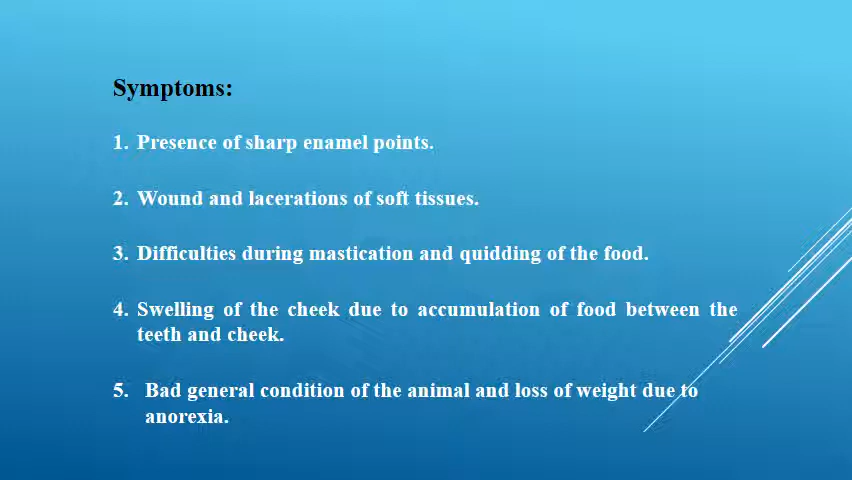 Symptoms:
1. Presence of sharp enamel points.
2. Wound and lacerations of soft tissues.
3. Difficulties during mastication and quidding of the food.
4. Swelling of the cheek due to accumulation of food between the
teeth and cheek.
5. Bad general condition of the animal and loss of weight due to
anorexia.